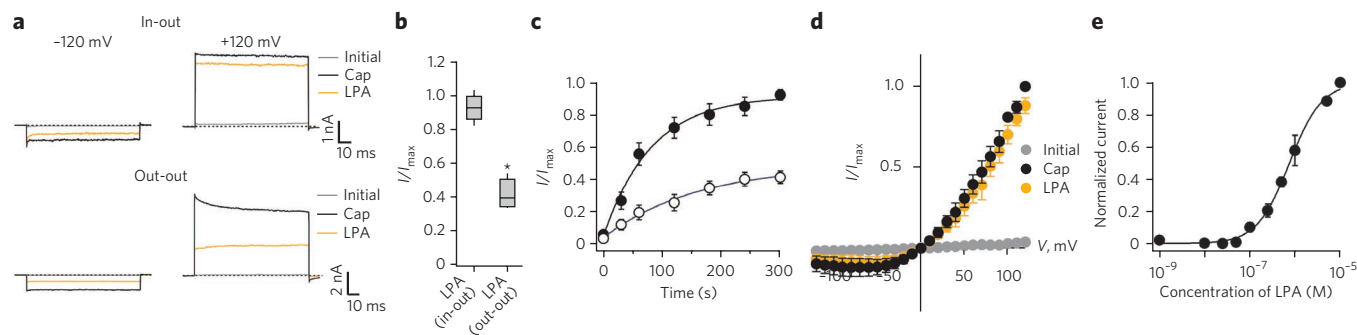 a
In-out
–120 mV
+120 mV
Initial
Cap
LPA
1 nA
10 ms
Out-out
Initial
Cap
LPA
2 nA
10 ms
b
I/Imax
1.2
1.0
0.8
0.6
0.4
0.2
0
*
LPA
(in-out)
LPA
(out-out)
c
I/Imax
1.0
0.8
0.6
0.4
0.2
0
0
100
200
300
Time (s)
d
I/Imax
1.0
0.5
Initial
Cap
LPA
V, mV
–100
–50
50
100
e
Normalized current
1.0
0.8
0.6
0.4
0.2
0
10–9
10–7
10–6
10–5
Concentration of LPA (M)